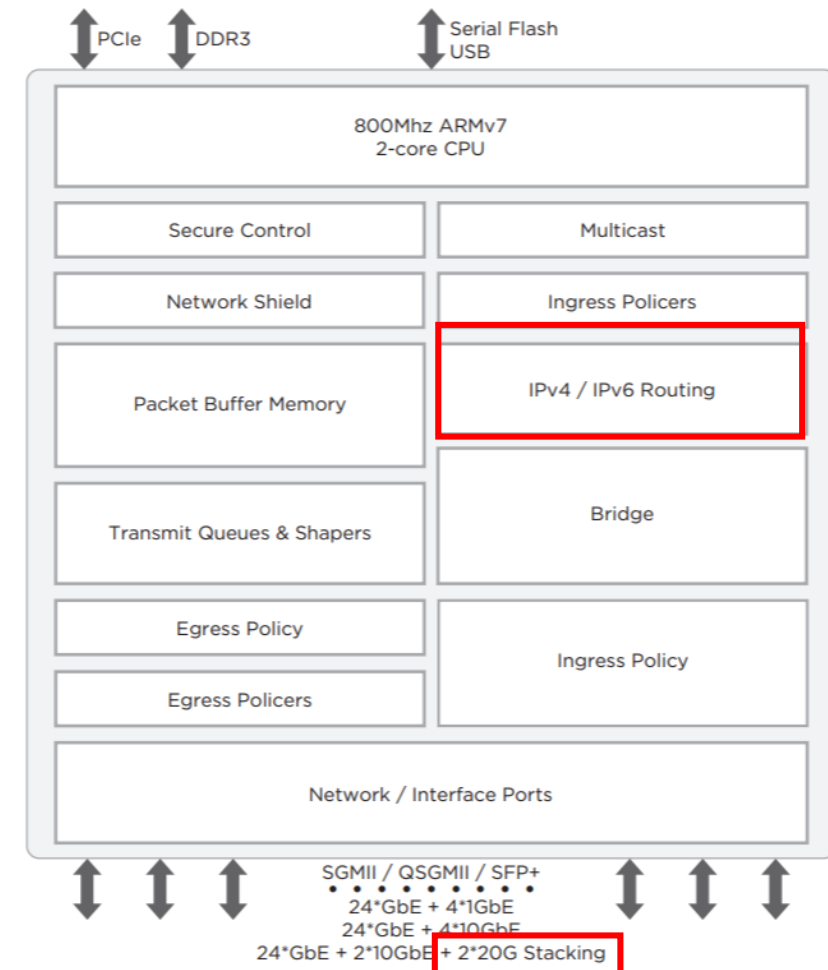 PCIe
DDR3
Serial Flash
USB
800Mhz ARMv7
2-core CPU
Secure Control
Multicast
Network Shield
Ingress Policers
Packet Buffer Memory
IPv4 / IPv6 Routing
Transmit Queues & Shapers
Bridge
Egress Policy
Ingress Policy
Egress Policers
Network / Interface Ports
SGMII / QSGMII / SFP+
24*GbE + 4*1GbE
24*GbE + 4*10GbE
24*GbE + 2*10GbE + 2*20G Stacking